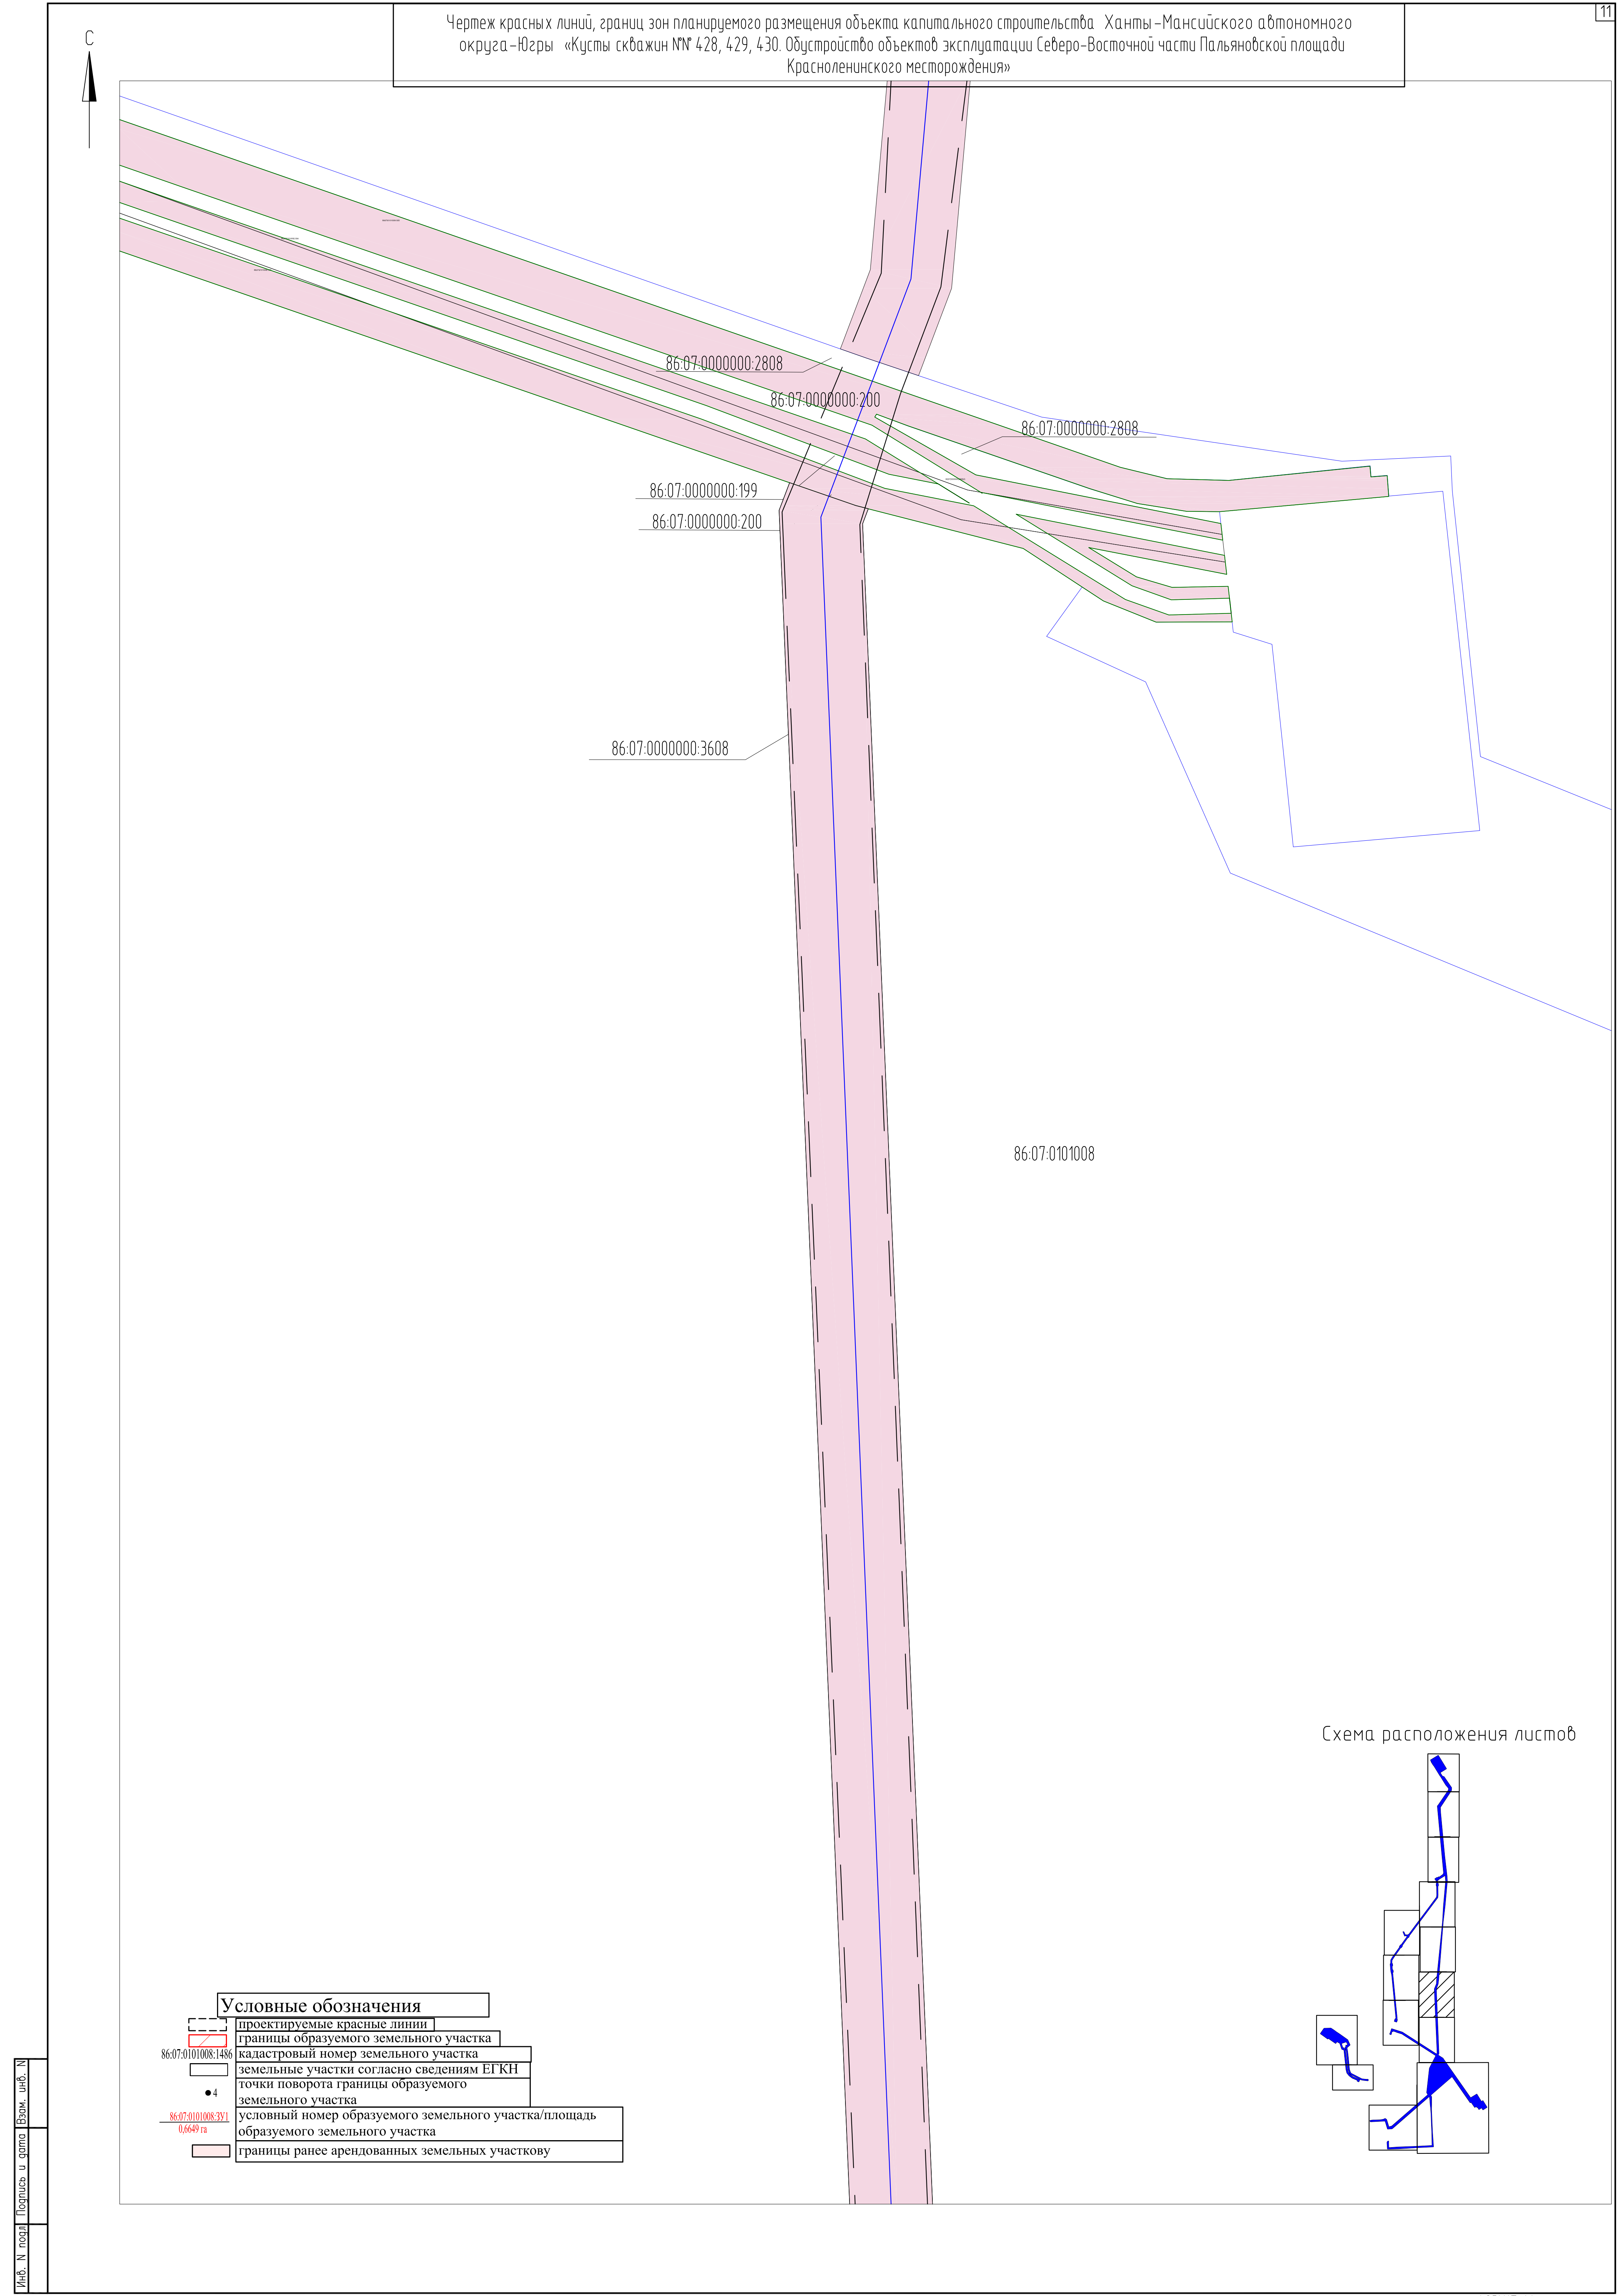 11
Чертеж красных линий, границ зон планируемого размещения объекта капитального строительства Ханты-Мансийского автономного
округа-Югры «Кусты скважин №№ 428, 429, 430. Обустройство объектов эксплуатации Северо-Восточной части Пальяновской площади
Красноленинского месторождения»
С
86:07:0000000:2808
86:07:0000000:200
86:07:0000000:2808
86:07:0000000:199
86:07:0000000:200
86:07:0000000:3608
86:07:0101008
Схема расположения листов
Условные обозначения
проектируемые красные линии
границы образуемого земельного участка
86:07:0101008:1486 кадастровый номер земельного участка
земельные участки согласно сведениям ЕГКН
4 точки поворота границы образуемого
земельного участка
86:07:0101008:ЗУ1 условный номер образуемого земельного участка/площадь
0,6649 га образуемого земельного участка
границы ранее арендованных земельных участкову
Взам. инв. N
Подпись и дата
Инв. N подл